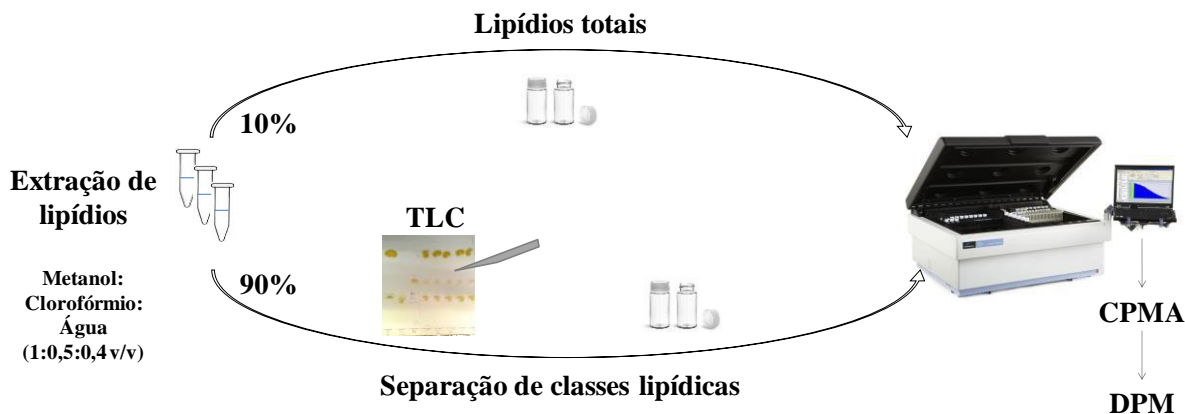 Lipídios totais
10%
Extração de
lipídios
TLC
Metanol:
Clorofórmio:
Água
(1:0,5:0,4 v/v)
90%
CPMA
Separação de classes lipídicas
DPM